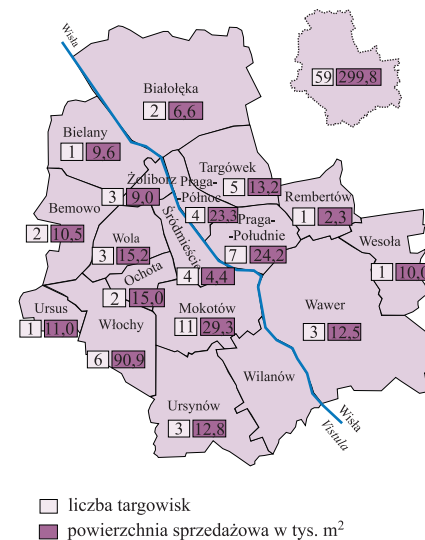 Wisła
59 299,8
Białołęka
2 6,6
Bielany
1 9,6
Targówek
5 13,2
Żoliborz
3 9,0
Praga-
-Północ
4 23,3
Rembertów
1 2,3
Bemowo
2 10,5
Śródmieście
4 4,4
Praga-
-Południe
7 24,2
Wola
3 15,2
Wesoła
1 10,0
Ochota
2 15,0
Ursus
1 11,0
Włochy
6 90,9
Mokotów
11 29,3
Wawer
3 12,5
Wilanów
Ursynów
3 12,8
Wisła
Vistula
liczba targowisk
powierzchnia sprzedażowa w tys. m²